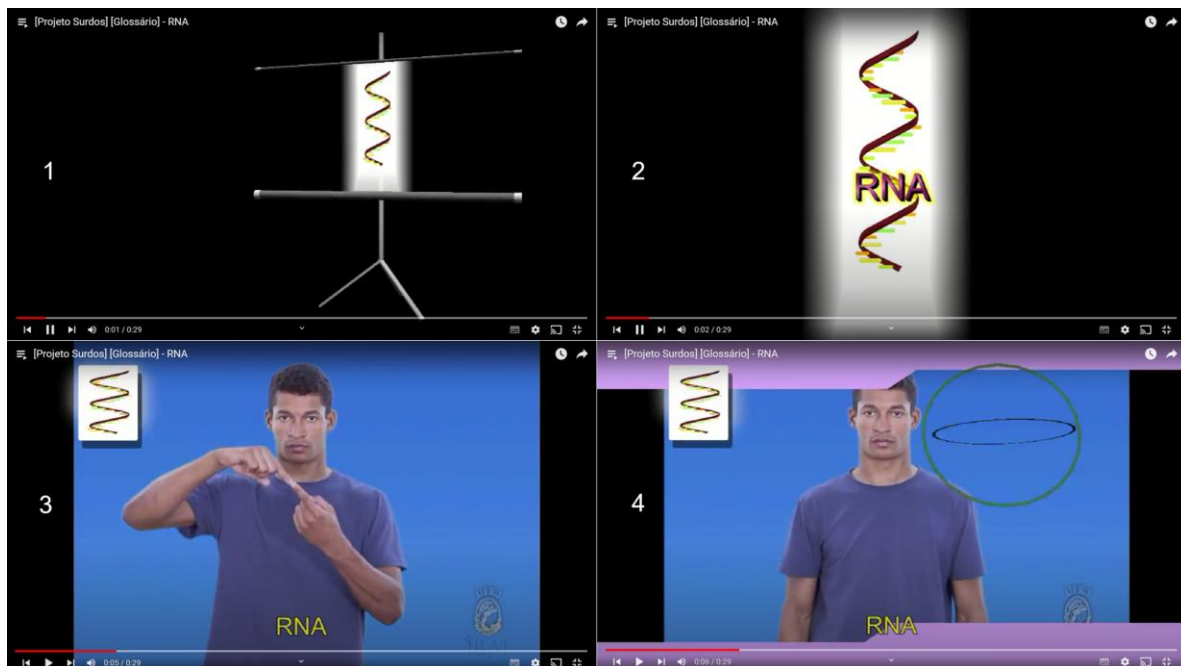 [Projeto Surdos] [Glossário] - RNA
1
0:01 / 0:29
[Projeto Surdos] [Glossário] - RNA
2
RNA
0:02 / 0:29
[Projeto Surdos] [Glossário] - RNA
3
RNA
0:05 / 0:29
[Projeto Surdos] [Glossário] - RNA
4
RNA
0:06 / 0:29